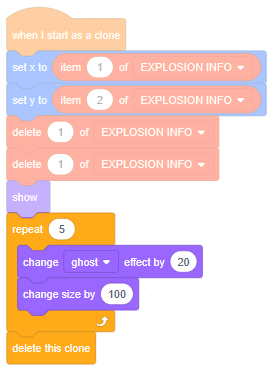 when I start as a clone
set x to item 1 of EXPLOSION INFO
set y to item 2 of EXPLOSION INFO
delete 1 of EXPLOSION INFO
delete 1 of EXPLOSION INFO
show
repeat 5
change ghost effect by 20
change size by 100
delete this clone